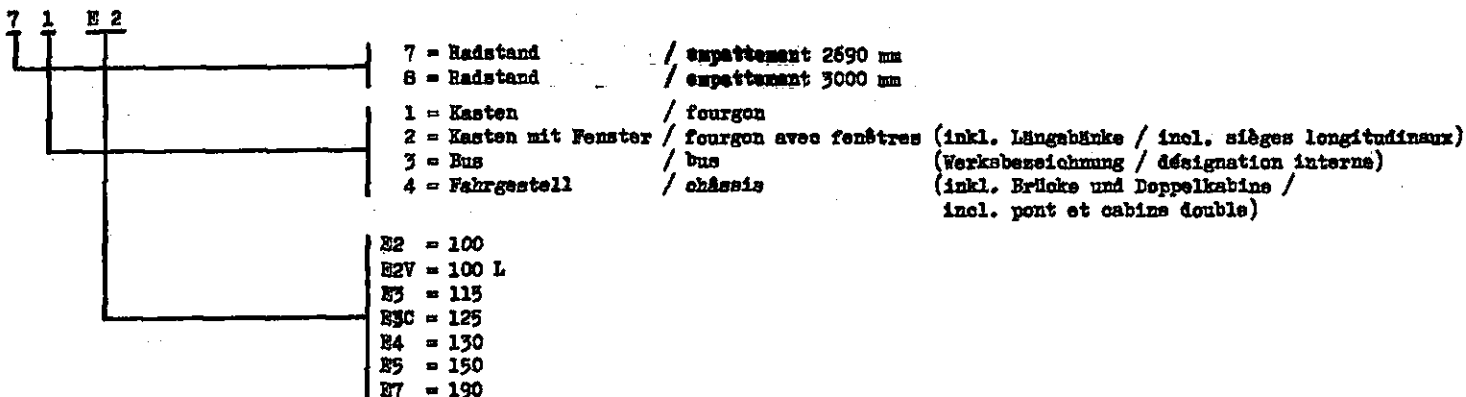 7 1 E 2
7 = Radstand / empattement 2690 mm
8 = Radstand / empattement 3000 mm
1 = Kasten / fourgon
2 = Kasten mit Fenster / fourgon avec fenêtres (inkl. Längsbänke / incl. sièges longitudinaux)
3 = Bus / bus (Werksbezeichnung / désignation interne)
4 = Fahrgestell / châssis (inkl. Brücke und Doppelkabine /
incl. pont et cabine double)
E2 = 100
E2V = 100 L
E3 = 115
E3C = 125
E4 = 130
E5 = 150
E7 = 190